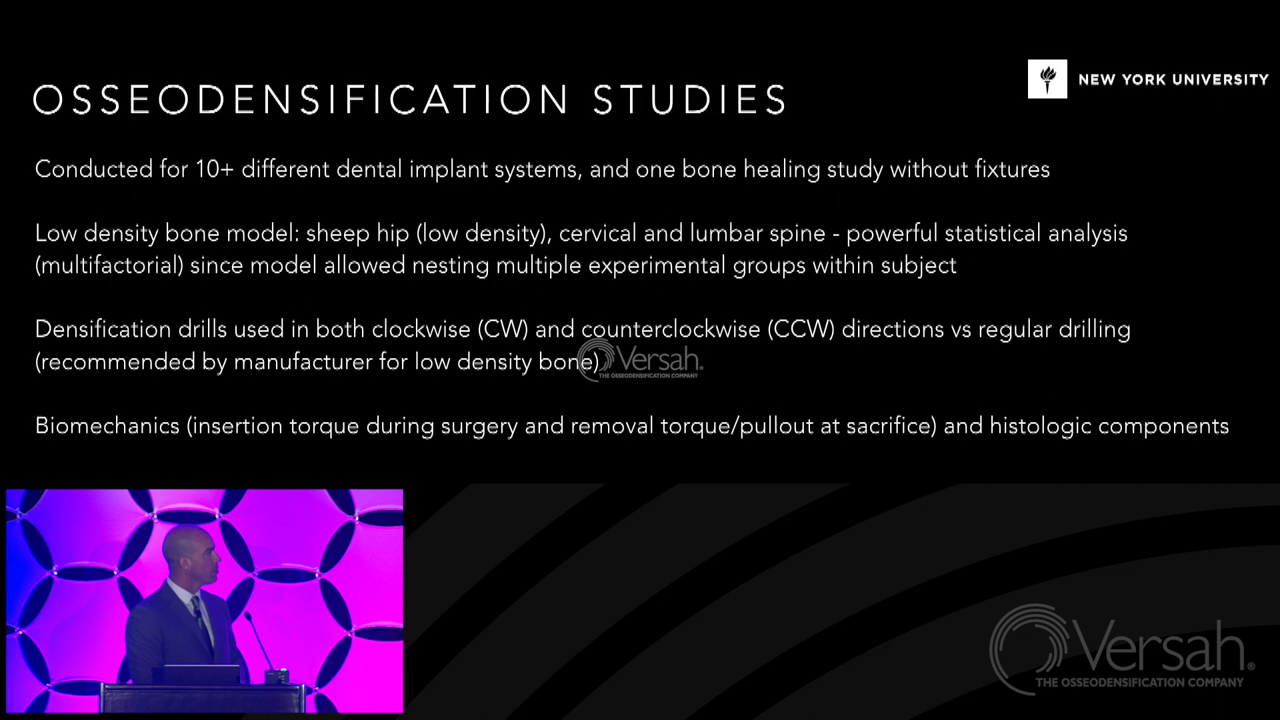 OSSEODENSIFICATION STUDIES
NEW YORK UNIVERSITY
Conducted for 10+ different dental implant systems, and one bone healing study without fixtures
Low density bone model: sheep hip (low density), cervical and lumbar spine - powerful statistical analysis
(multifactorial) since model allowed nesting multiple experimental groups within subject
Densification drills used in both clockwise (CW) and counterclockwise (CCW) directions vs regular drilling
(recommended by manufacturer for low density bone)
Versah®
THE OSSEODENSIFICATION COMPANY
Biomechanics (insertion torque during surgery and removal torque/pullout at sacrifice) and histologic components
Versah®
THE OSSEODENSIFICATION COMPANY